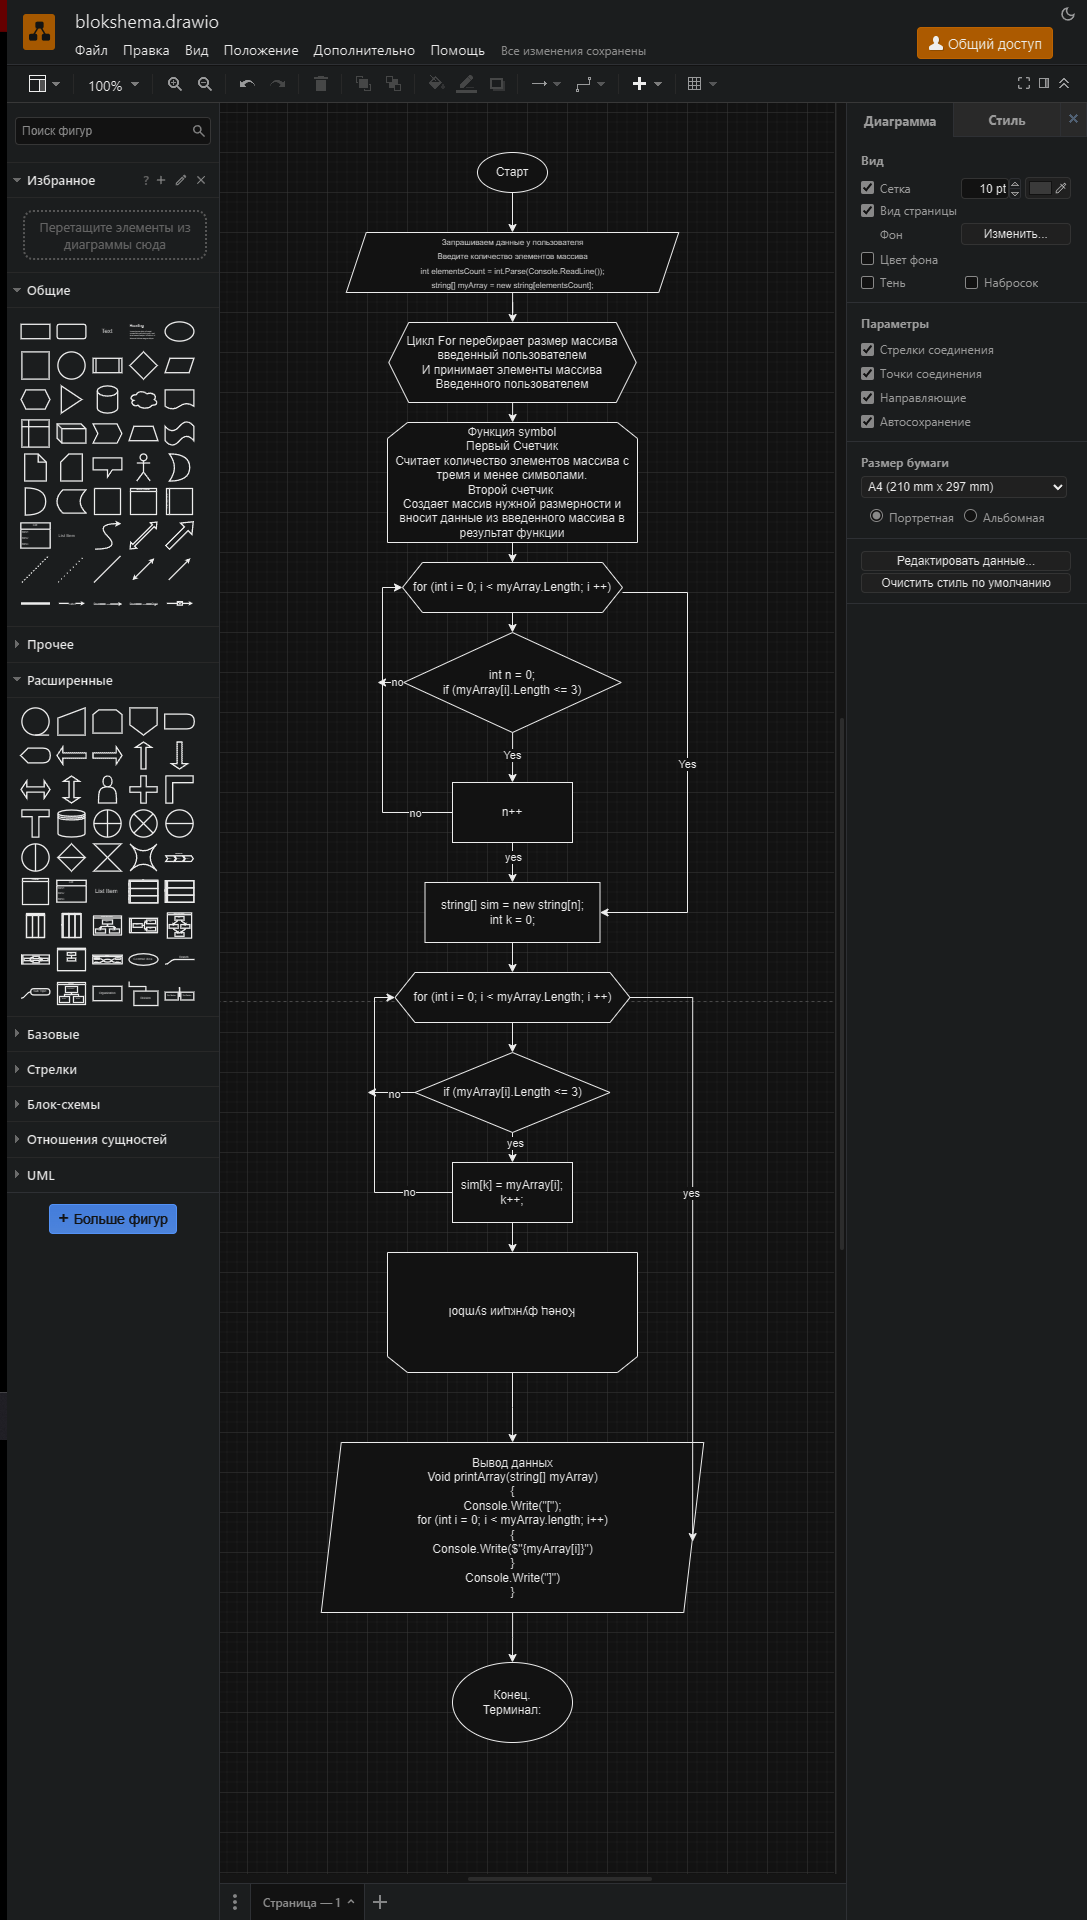 blokshema.drawio
Файл Правка Вид Положение Дополнительно Помощь Все изменения сохранены
Общий доступ
100%
Поиск фигур
Избранное
Перетащите элементы из
диаграммы сюда
Общие
Text
Heading
List Item
Прочее
Расширенные
List Item
Базовые
Стрелки
Блок-схемы
Отношения сущностей
UML
+ Больше фигур
Старт
Запрашиваем данные у пользователя
Введите количество элементов массива
int elementsCount = int.Parse(Console.ReadLine());
string[] myArray = new string[elementsCount];
Цикл For перебирает размер массива
введенный пользователем
И принимает элементы массива
Введенного пользователем
Функция symbol
Первый Счетчик
Считает количество элементов массива с
тремя и менее символами.
Второй счетчик
Создает массив нужной размерности и
вносит данные из введенного массива в
результат функции
for (int i = 0; i < myArray.Length; i ++)
int n = 0;
if (myArray[i].Length <= 3)
no
Yes
Yes
n++
no
yes
string[] sim = new string[n];
int k = 0;
for (int i = 0; i < myArray.Length; i ++)
if (myArray[i].Length <= 3)
no
yes
sim[k] = myArray[i];
k++;
no
yes
Конец функции symbol
Вывод данных
Void printArray(string[] myArray)
{
Console.Write("[");
for (int i = 0; i < myArray.length; i++)
{
Console.Write($"{myArray[i]}")
}
Console.Write("]")
}
Конец.
Терминал:
Страница — 1
Диаграмма Стиль
Вид
Сетка 10 pt
Вид страницы
Фон Изменить...
Цвет фона
Тень Набросок
Параметры
Стрелки соединения
Точки соединения
Направляющие
Автосохранение
Размер бумаги
A4 (210 mm x 297 mm)
Портретная Альбомная
Редактировать данные...
Очистить стиль по умолчанию